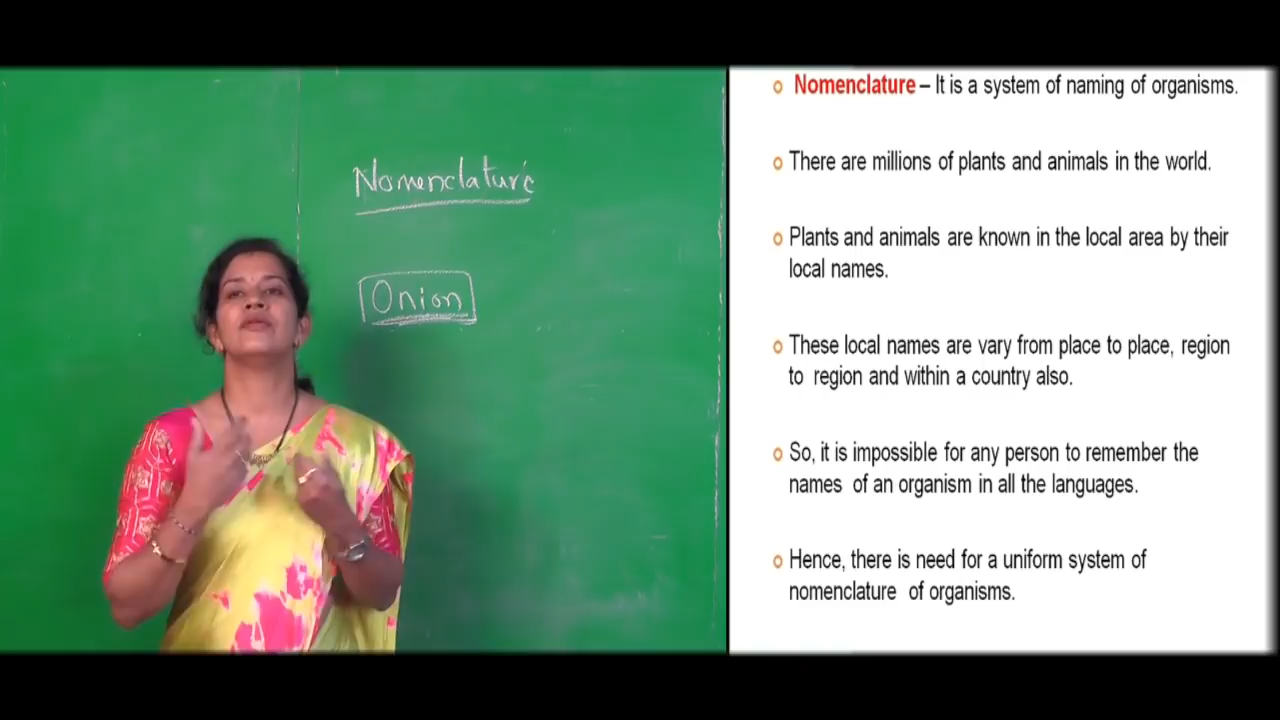 Nomenclature
Onion
Nomenclature – It is a system of naming of organisms.
There are millions of plants and animals in the world.
Plants and animals are known in the local area by their
local names.
These local names are vary from place to place, region
to region and within a country also.
So, it is impossible for any person to remember the
names of an organism in all the languages.
Hence, there is need for a uniform system of
nomenclature of organisms.